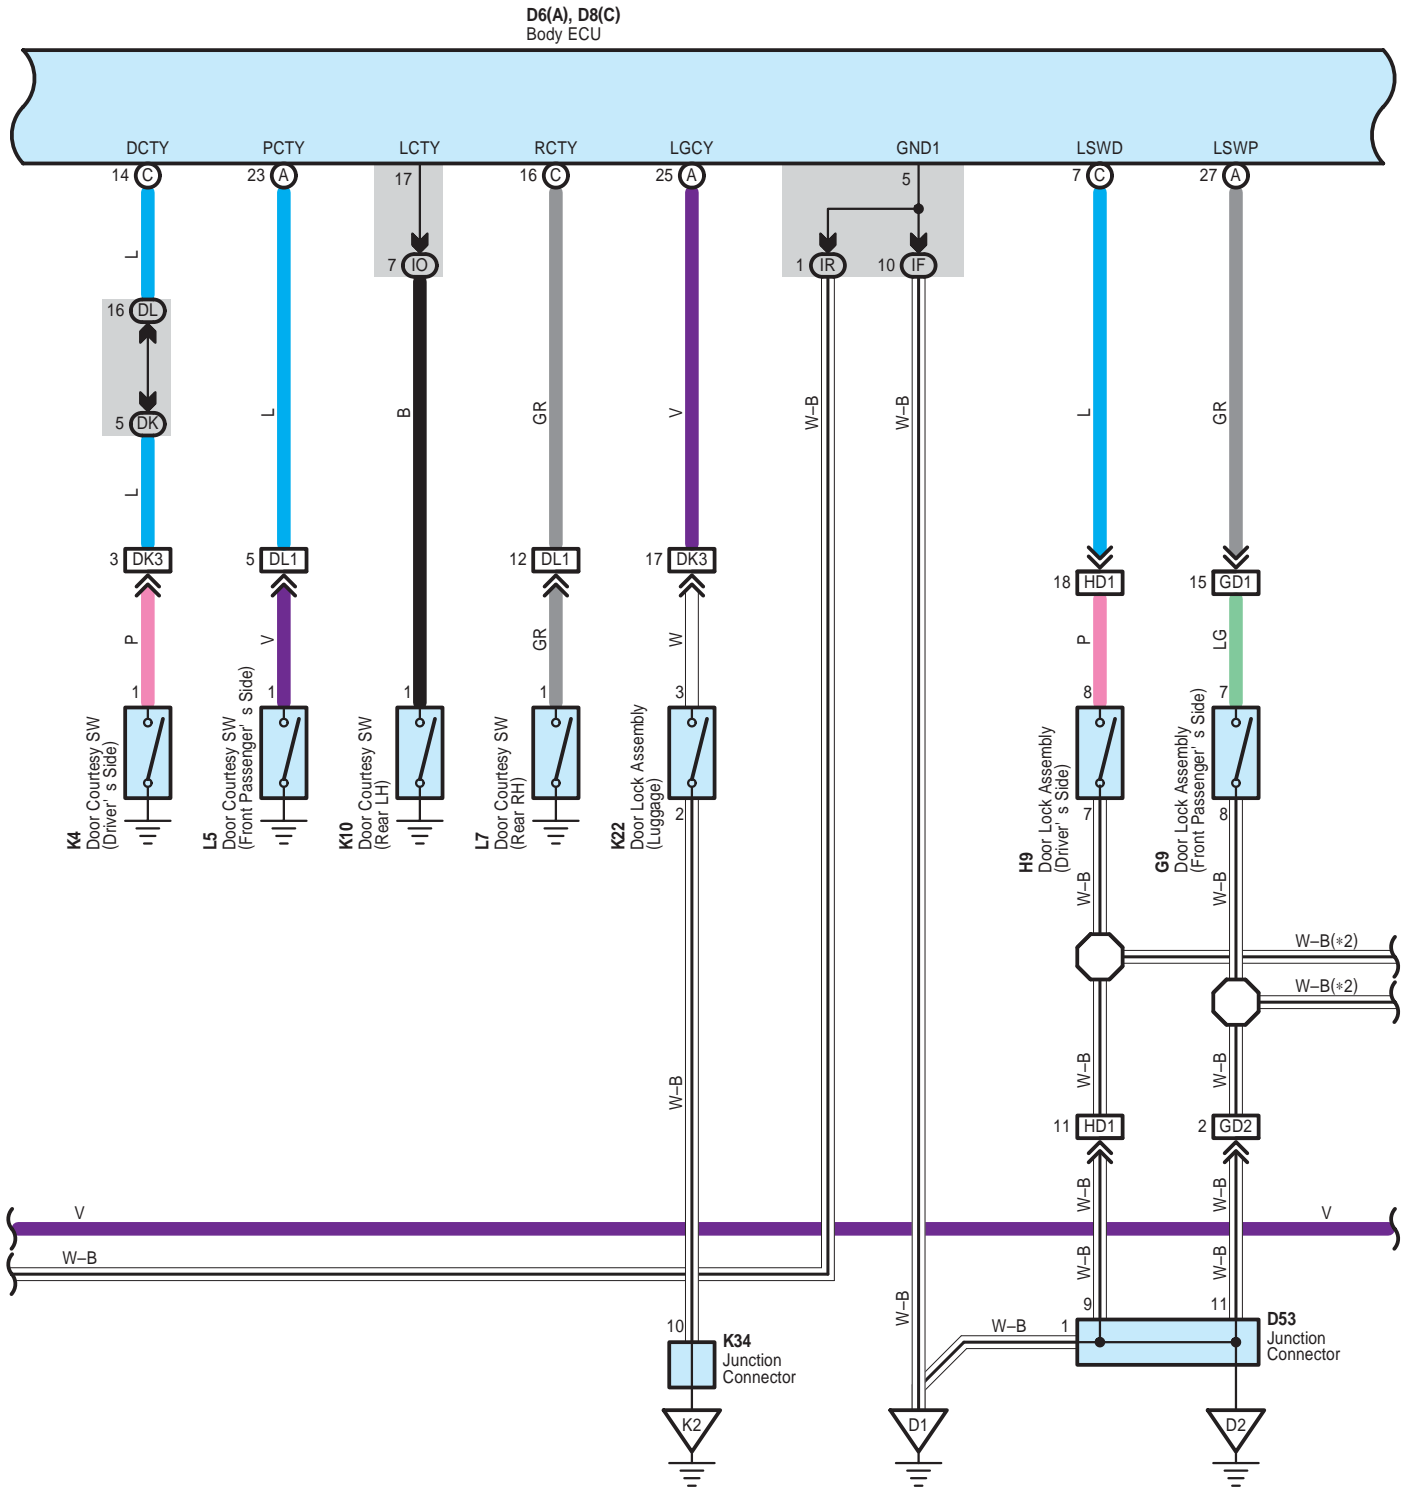 D6(A), D8(C)
Body ECU
DCTY
PCTY
LCTY
RCTY
LGCY
GND1
LSWD
LSWP
14 C
23 A
17
16 C
25 A
5
7 C
27 A
7 IO
1 IR
10 IF
L
16 DL
5 DK
L
L
B
GR
V
W–B
W–B
L
GR
3 DK3
5 DL1
12 DL1
17 DK3
18 HD1
15 GD1
P
V
GR
W
P
LG
1
1
1
1
3
8
7
K4
Door Courtesy SW
(Driver' s Side)
L5
Door Courtesy SW
(Front Passenger' s Side)
K10
Door Courtesy SW
(Rear LH)
L7
Door Courtesy SW
(Rear RH)
K22
Door Lock Assembly
(Luggage)
H9
Door Lock Assembly
(Driver' s Side)
G9
Door Lock Assembly
(Front Passenger' s Side)
2
7
8
W–B
W–B
W–B(*2)
W–B(*2)
W–B
W–B
W–B
11 HD1
2 GD2
W–B
W–B
V
V
W–B
W–B
W–B
W–B
9
11
10
K34
Junction
Connector
W–B
1
D53
Junction
Connector
K2
D1
D2